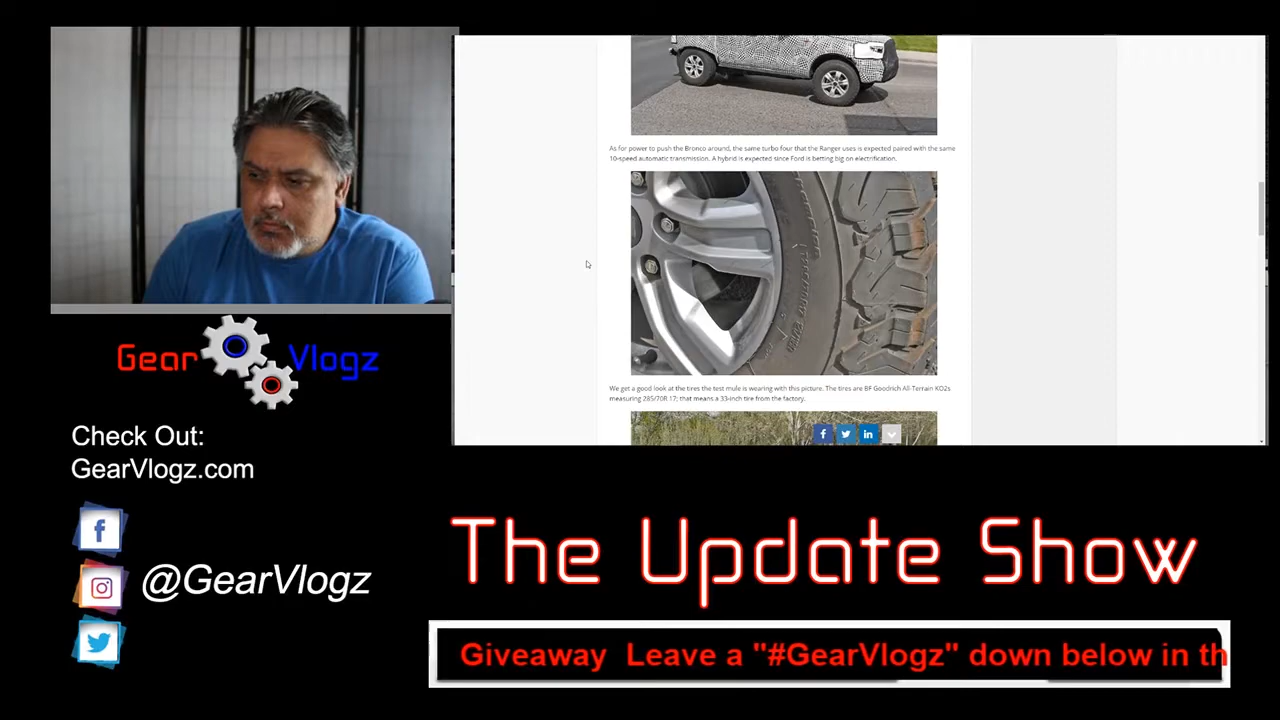 As for power to push the Bronco around, the same turbo four that the Ranger uses is expected paired with the same
10-speed automatic transmission. A hybrid is expected since Ford is betting big on electrification.
We get a good look at the tires the test mule is wearing with this picture. The tires are BF Goodrich All-Terrain KO2s
measuring 285/70R 17; that means a 33-inch tire from the factory.
Gear Vlogz
Check Out:
GearVlogz.com
@GearVlogz
The Update Show
Giveaway Leave a "#GearVlogz" down below in th